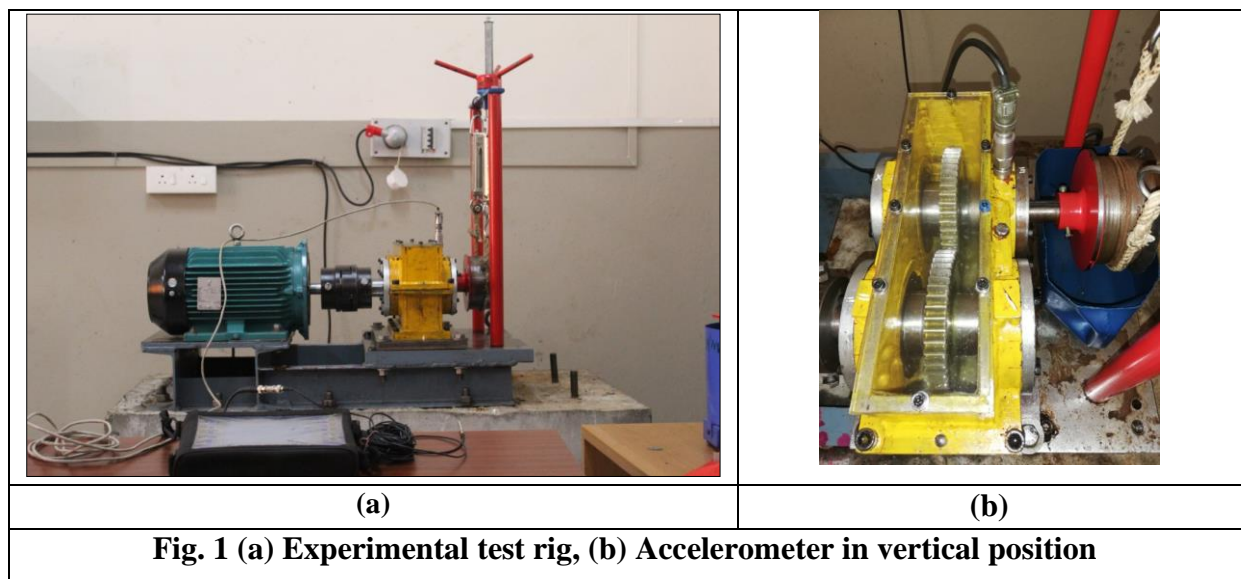 (a)
(b)
Fig. 1 (a) Experimental test rig, (b) Accelerometer in vertical position